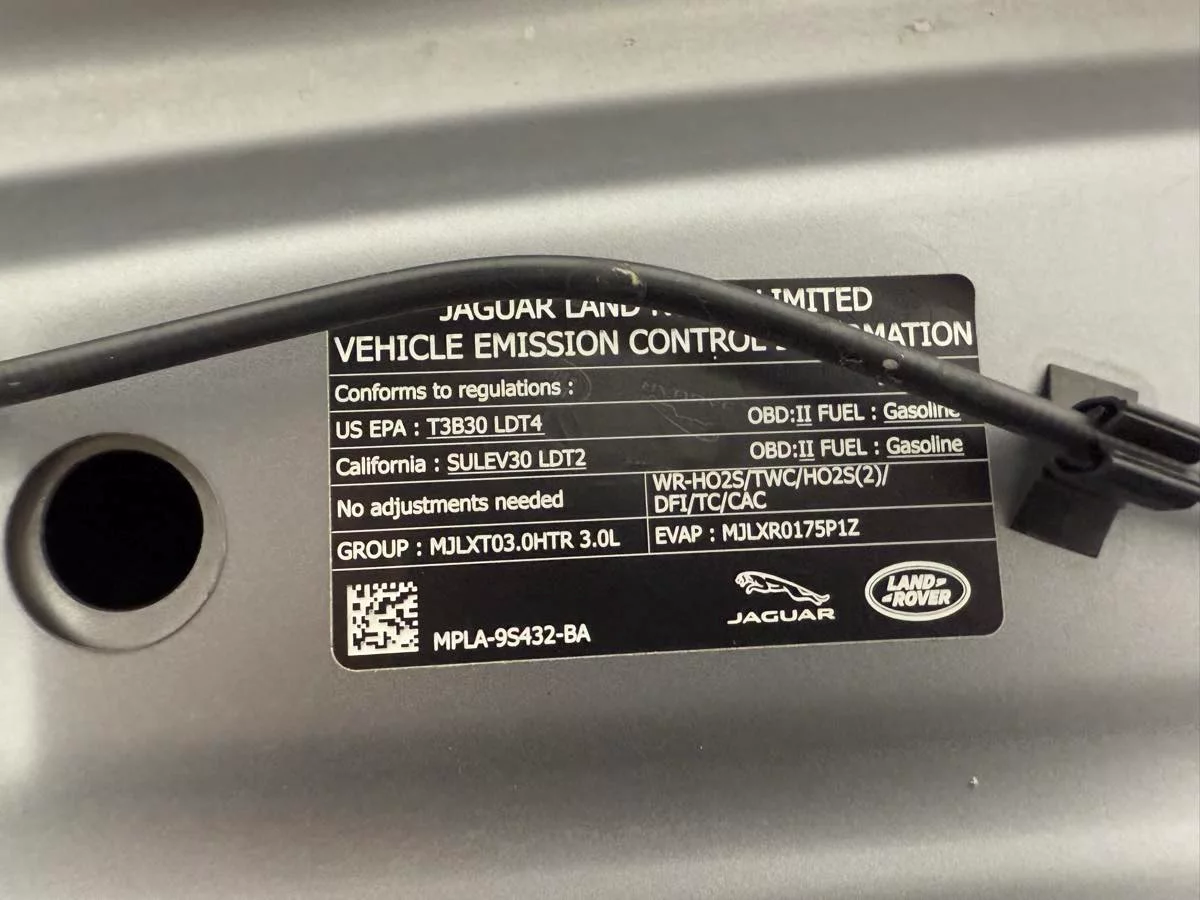 JAGUAR LAND LIMITED
VEHICLE EMISSION CONTROL
Conforms to regulations :
US EPA : T3B30 LDT4 OBD:II FUEL : Gasoline
California : SULEV30 LDT2 OBD:II FUEL : Gasoline
No adjustments needed
WR-HO2S/TWC/HO2S(2)/
DFI/TC/CAC
GROUP : MJLXT03.0HTR 3.0L EVAP : MJLXR0175P1Z
MPLA-9S432-BA
JAGUAR
LAND
ROVER